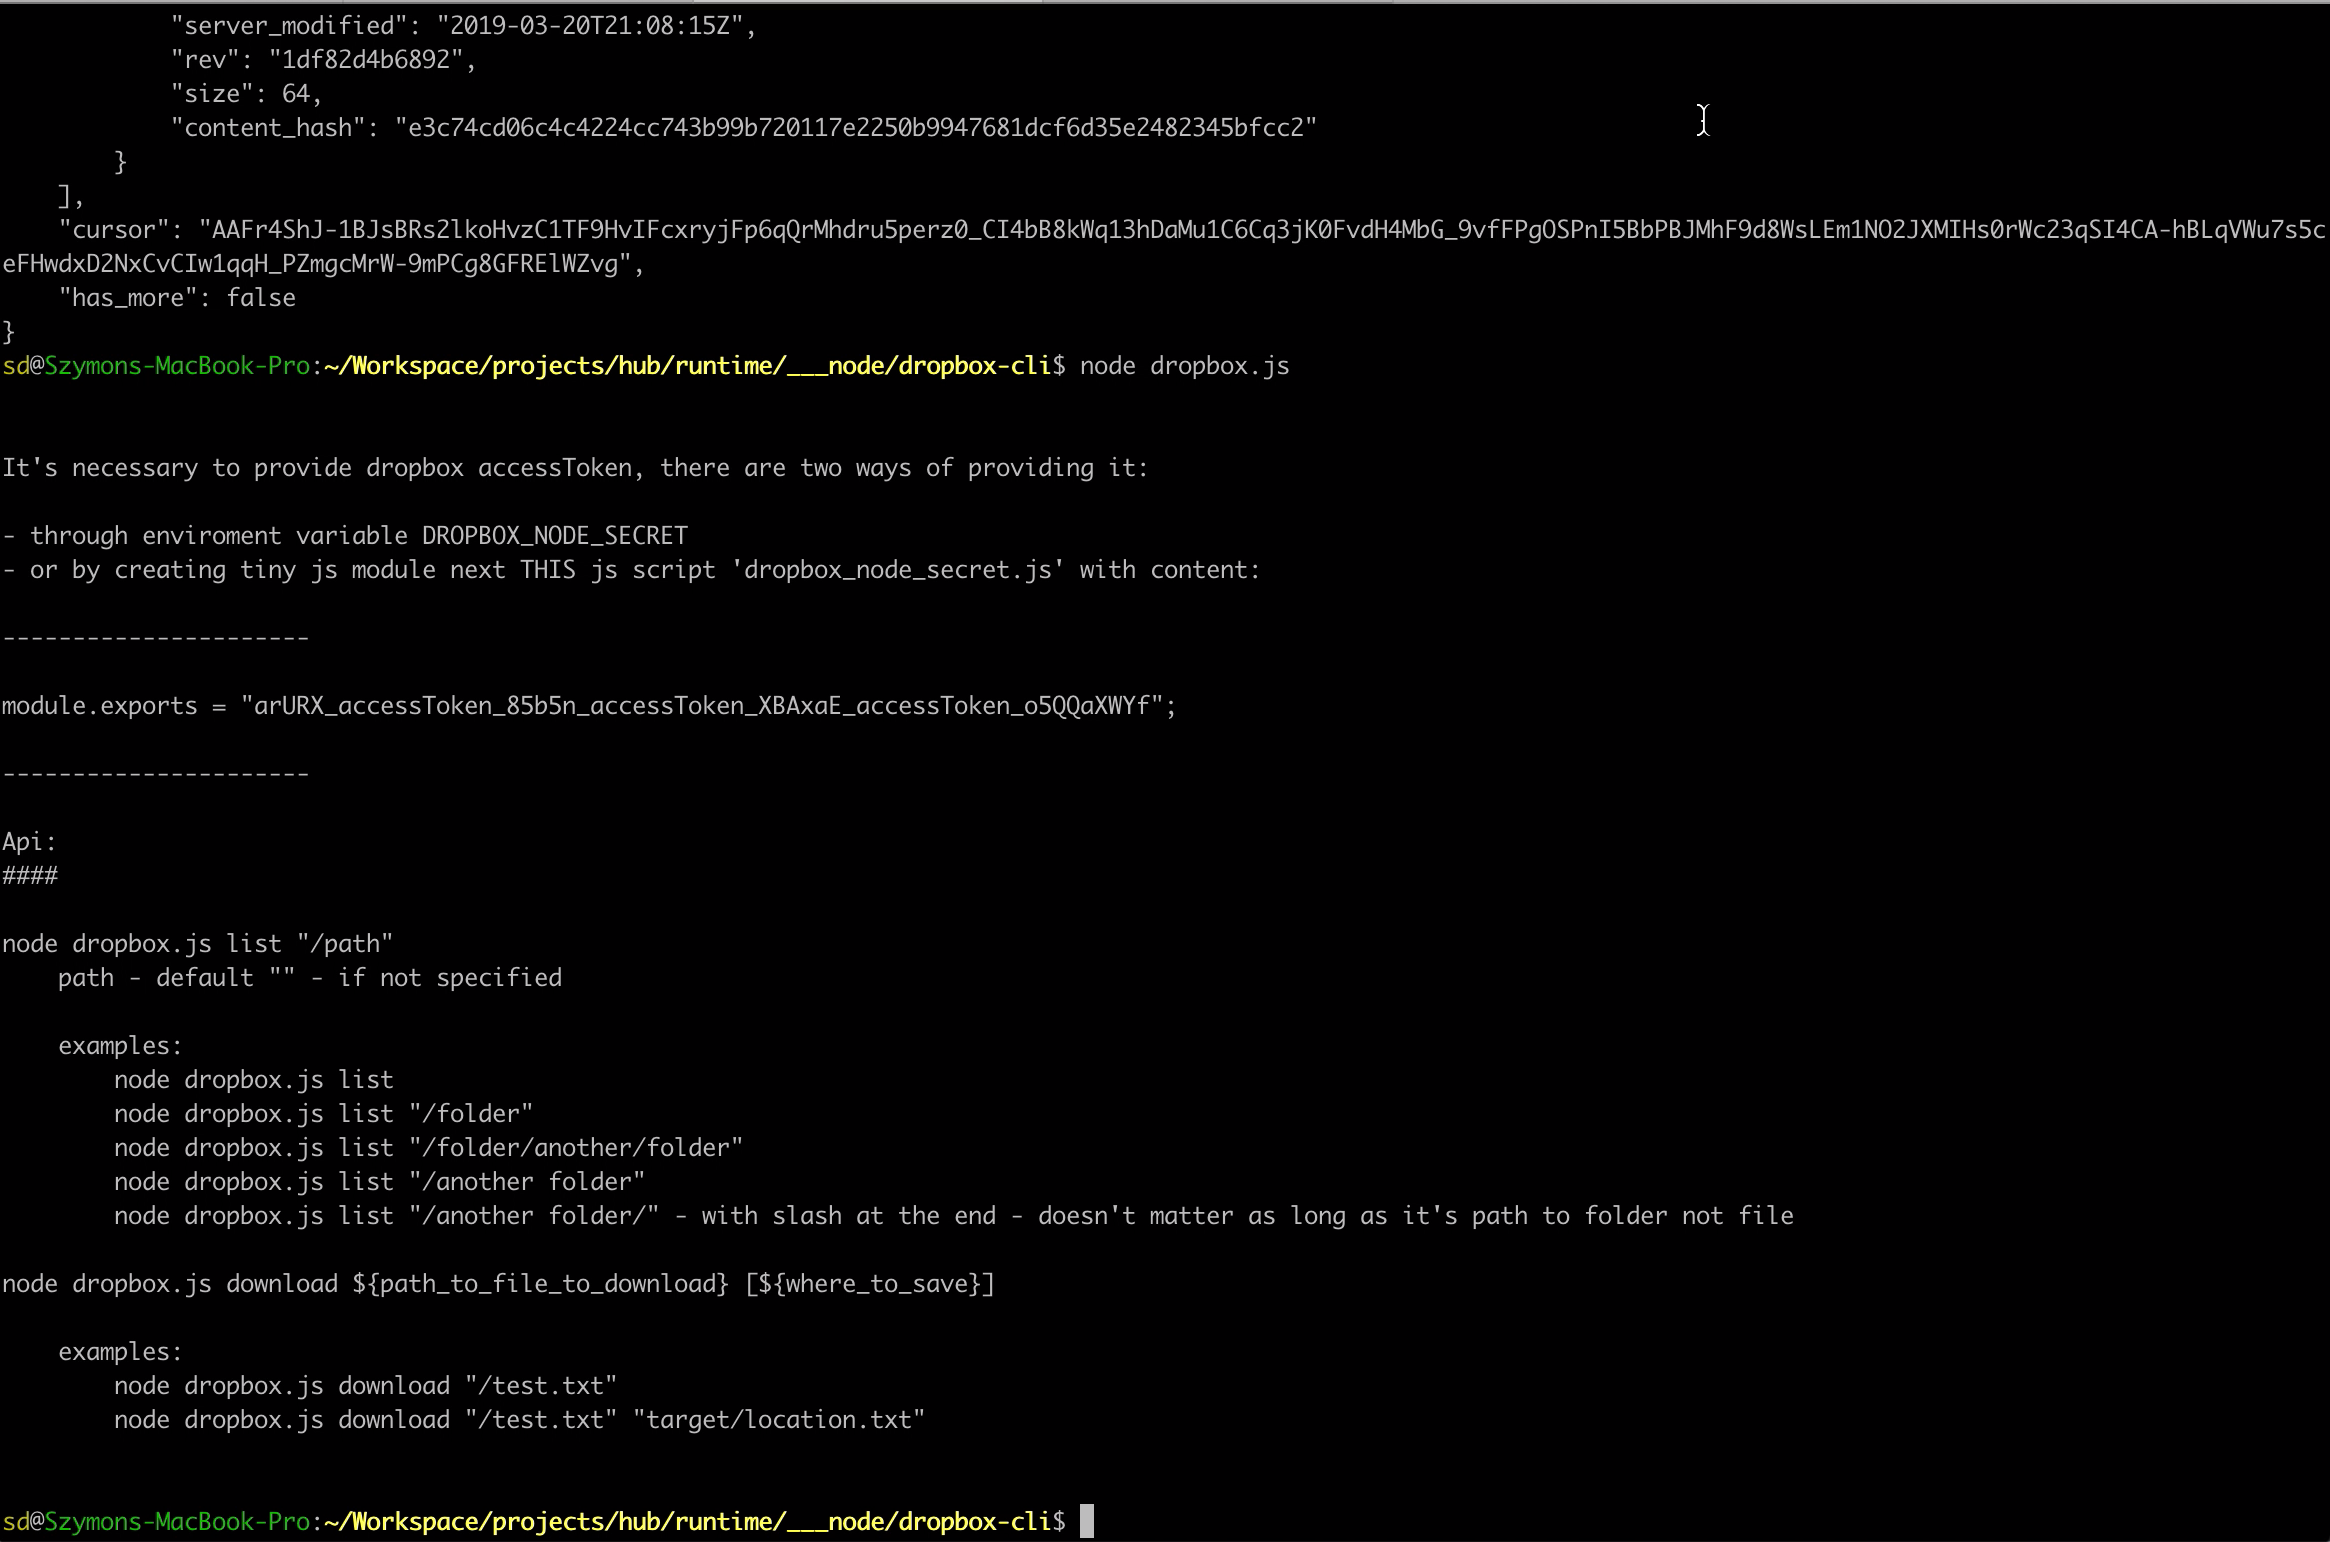 "server_modified": "2019-03-20T21:08:15Z",
"rev": "1df82d4b6892",
"size": 64,
"content_hash": "e3c74cd06c4c4224cc743b99b720117e2250b9947681dcf6d35e2482345bfcc2"
}
],
"cursor": "AAFr4ShJ-1BJsBRs2lkoHvzC1TF9HvIFcxryjFp6qQrMhdru5perz0_CI4bB8kWq13hDaMu1C6Cq3jK0FvdH4MbG_9vfFPgOSPnI5BbPBJMhF9d8WsLEm1NO2JXMIHs0rWc23qSI4CA-hBLqVWu7s5c
eFHwdxD2NxCvCIw1qqH_PZmgcMrW-9mPCg8GFRElWZvg",
"has_more": false
}
sd@Szymons-MacBook-Pro:~/Workspace/projects/hub/runtime/___node/dropbox-cli$ node dropbox.js
It's necessary to provide dropbox accessToken, there are two ways of providing it:
- through enviroment variable DROPBOX_NODE_SECRET
- or by creating tiny js module next THIS js script 'dropbox_node_secret.js' with content:
----------------------
module.exports = "arURX_accessToken_85b5n_accessToken_XBAxaE_accessToken_o5QQaXWYf";
----------------------
Api:
####
node dropbox.js list "/path"
path - default "" - if not specified
examples:
node dropbox.js list
node dropbox.js list "/folder"
node dropbox.js list "/folder/another/folder"
node dropbox.js list "/another folder"
node dropbox.js list "/another folder/" - with slash at the end - doesn't matter as long as it's path to folder not file
node dropbox.js download ${path_to_file_to_download} [${where_to_save}]
examples:
node dropbox.js download "/test.txt"
node dropbox.js download "/test.txt" "target/location.txt"
sd@Szymons-MacBook-Pro:~/Workspace/projects/hub/runtime/___node/dropbox-cli$